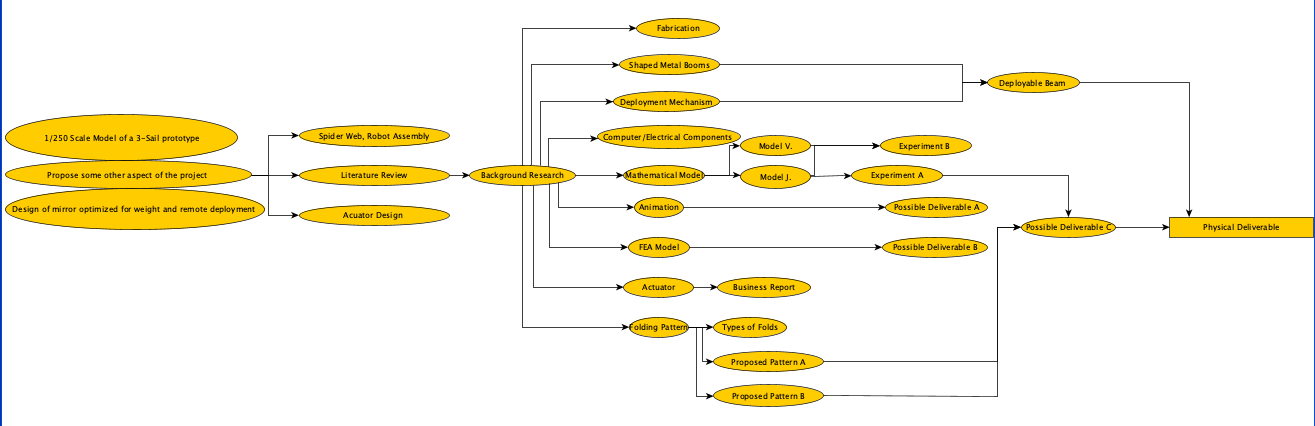 Fabrication
Shaped Metal Booms
Deployable Beam
Deployment Mechanism
1/250 Scale Model of a 3-Sail prototype
Spider Web, Robot Assembly
Computer/Electrical Components
Model V.
Experiment B
Propose some other aspect of the project
Literature Review
Background Research
Mathematical Model
Model J.
Experiment A
Design of mirror optimized for weight and remote deployment
Acuator Design
Animation
Possible Deliverable A
Possible Deliverable C
Physical Deliverable
FEA Model
Possible Deliverable B
Actuator
Business Report
Folding Pattern
Types of Folds
Proposed Pattern A
Proposed Pattern B